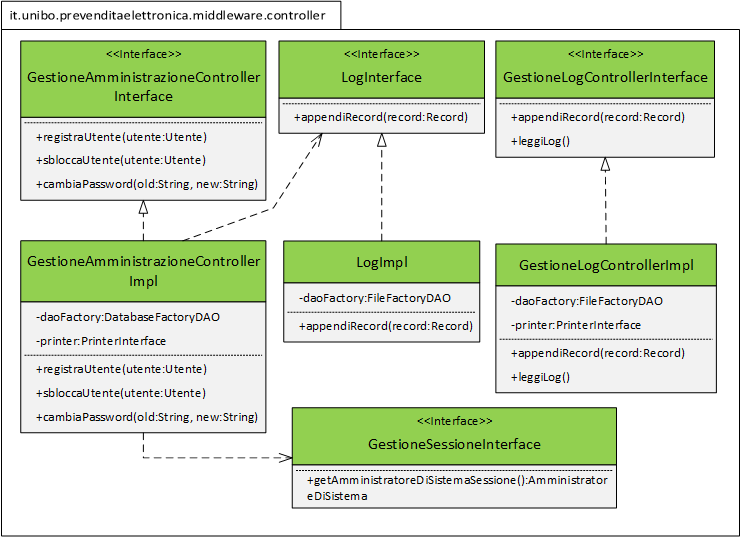 it.unibo.prevenditaelettronica.middleware.controller
<<Interface>>
GestioneAmministrazioneController
Interface
+registraUtente(utente:Utente)
+sbloccaUtente(utente:Utente)
+cambiaPassword(old:String, new:String)
<<Interface>>
LogInterface
+appendiRecord(record:Record)
<<Interface>>
GestioneLogControllerInterface
+appendiRecord(record:Record)
+leggiLog()
GestioneAmministrazioneController
Impl
-daoFactory:DatabaseFactoryDAO
-printer:PrinterInterface
+registraUtente(utente:Utente)
+sbloccaUtente(utente:Utente)
+cambiaPassword(old:String, new:String)
LogImpl
-daoFactory:FileFactoryDAO
+appendiRecord(record:Record)
GestioneLogControllerImpl
-daoFactory:FileFactoryDAO
-printer:PrinterInterface
+appendiRecord(record:Record)
+leggiLog()
<<Interface>>
GestioneSessioneInterface
+getAmministratoreDiSistemaSessione():Amministrator
eDiSistema